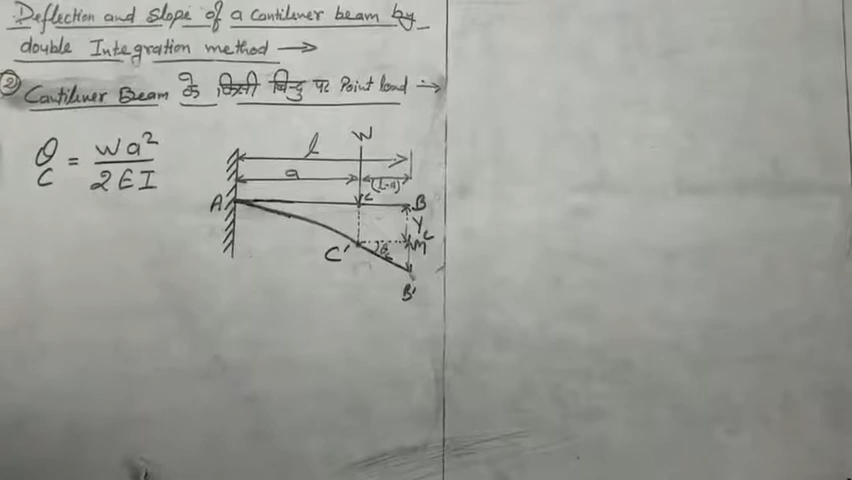 Deflection and slope of a Cantilever beam by
double Integration method →
② Cantilever Beam के किसी बिन्दु पर Point load →
θc = Wa²/2EI
W
l
a
(l-a)
A
c
B
Yc
C'
θc
M
B'